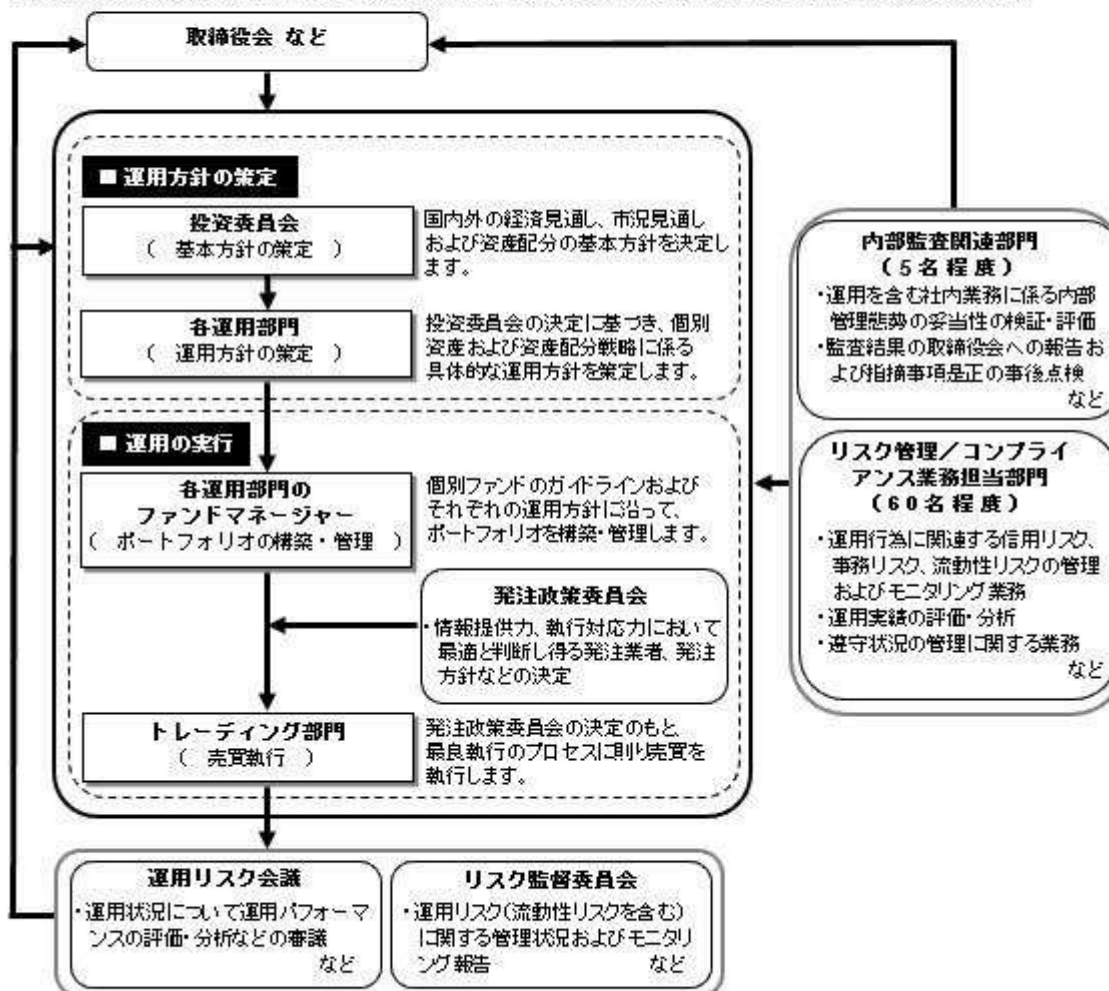 取締役会 など
■ 運用方針の策定
投資委員会
（ 基本方針の策定 ）
国内外の経済見通し、市況見通し
および資産配分の基本方針を決定し
ます。
各運用部門
（ 運用方針の策定 ）
投資委員会の決定に基づき、個別
資産および資産配分戦略に係る
具体的な運用方針を策定します。
■ 運用の実行
各運用部門の
ファンドマネージャー
（ ポートフォリオの構築・管理 ）
個別ファンドのガイドラインおよび
それぞれの運用方針に沿って、
ポートフォリオを構築・管理します。
発注政策委員会
・情報提供力、執行対応力において
最適と判断し得る発注業者、発注
方針などの決定
トレーディング部門
（ 売買執行 ）
発注政策委員会の決定のもと、
最良執行のプロセスに則り売買を
執行します。
内部監査関連部門
（５名程度）
・運用を含む社内業務に係る内部
管理態勢の妥当性の検証・評価
・監査結果の取締役会への報告お
よび指摘事項是正の事後点検
など
リスク管理／コンプライ
アンス業務担当部門
（６０名程度）
・運用行為に関連する信用リスク、
事務リスク、流動性リスクの管理
およびモニタリング業務
・運用実績の評価・分析
・遵守状況の管理に関する業務
など
運用リスク会議
・運用状況について運用パフォーマ
ンスの評価・分析などの審議
など
リスク監督委員会
・運用リスク（流動性リスクを含む）
に関する管理状況およびモニタリ
ング報告 など